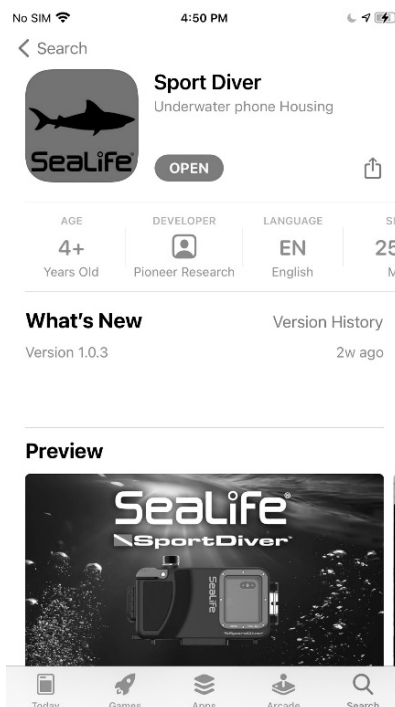 No SIM 4:50 PM
Search
Sport Diver
Underwater phone Housing
SeaLife
OPEN
AGE DEVELOPER LANGUAGE
4+ EN 25
Years Old Pioneer Research English M
What's New Version History
Version 1.0.3 2w ago
Preview
SeaLife®
SportDiver™
SeaLife
SportDiver
Today Games Apps Arcade Search